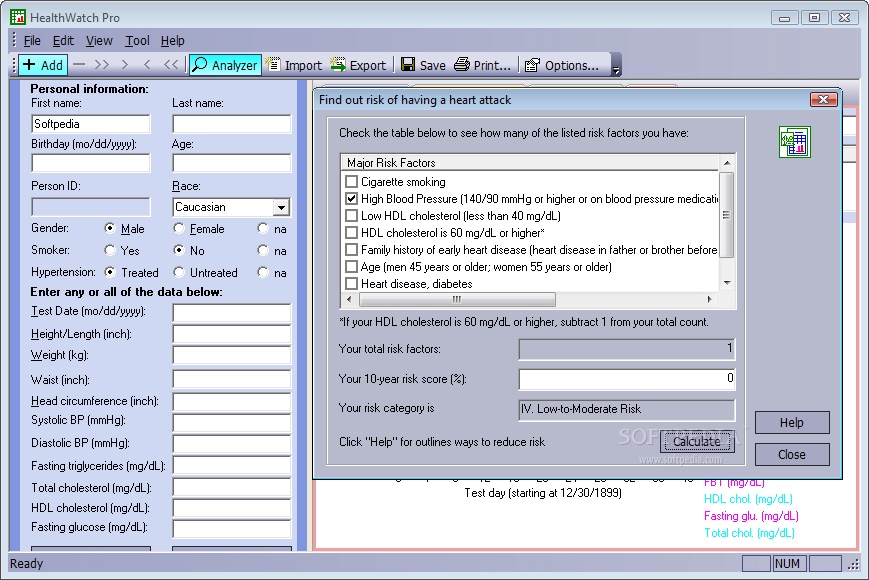 HealthWatch Pro
File Edit View Tool Help
Add Analyzer Import Export Save Print... Options...
Personal information:
First name: Last name:
Softpedia
Birthday (mo/dd/yyyy): Age:
Person ID: Race:
Caucasian
Gender: Male Female na
Smoker: Yes No na
Hypertension: Treated Untreated na
Enter any or all of the data below:
Test Date (mo/dd/yyyy):
Height/Length (inch):
Weight (kg):
Waist (inch):
Head circumference (inch):
Systolic BP (mmHg):
Diastolic BP (mmHg):
Fasting triglycerides (mg/dL):
Total cholesterol (mg/dL):
HDL cholesterol (mg/dL):
Fasting glucose (mg/dL):
Find out risk of having a heart attack
Check the table below to see how many of the listed risk factors you have:
Major Risk Factors
Cigarette smoking
High Blood Pressure (140/90 mmHg or higher or on blood pressure medicati
Low HDL cholesterol (less than 40 mg/dL)
HDL cholesterol is 60 mg/dL or higher*
Family history of early heart disease (heart disease in father or brother before
Age (men 45 years or older; women 55 years or older)
Heart disease, diabetes
*If your HDL cholesterol is 60 mg/dL or higher, subtract 1 from your total count.
Your total risk factors: 1
Your 10-year risk score (%): 0
Your risk category is IV. Low-to-Moderate Risk
Click "Help" for outlines ways to reduce risk Calculate
Help
Close
SOFTPEDIA
www.softpedia.com
Test day (starting at 12/30/1899)
FBT (mg/dL)
HDL chol. (mg/dL)
Fasting glu. (mg/dL)
Total chol. (mg/dL)
Ready NUM